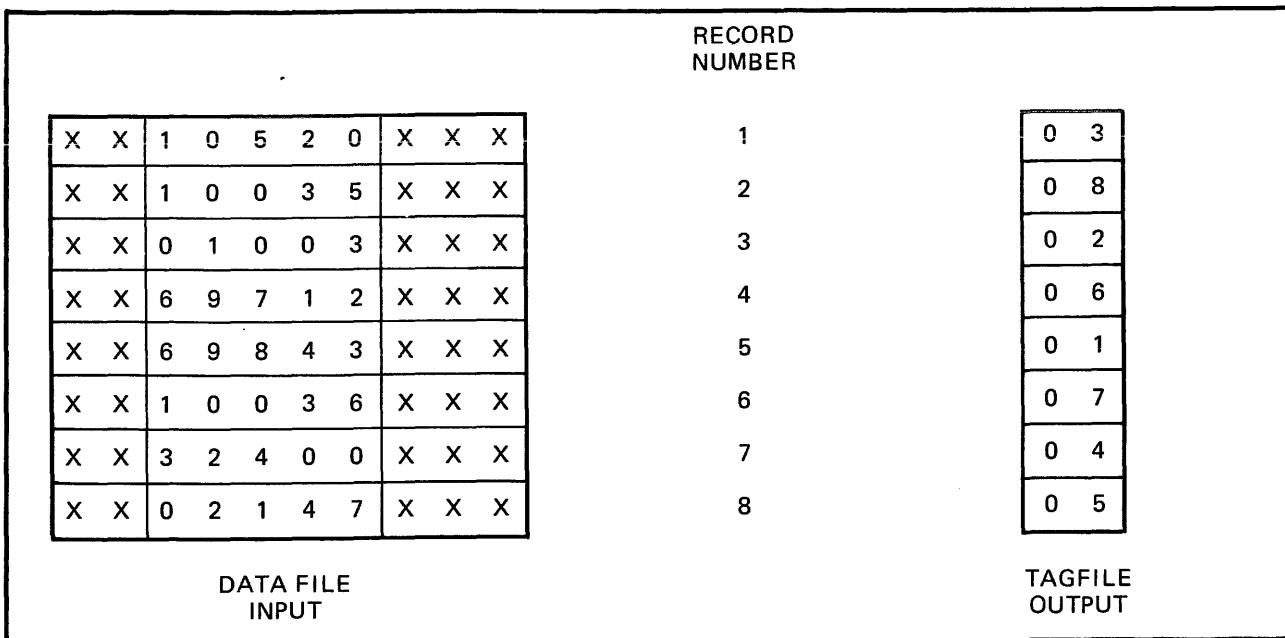 RECORD
NUMBER
X X 1 0 5 2 0 X X X 1 0 3
X X 1 0 0 3 5 X X X 2 0 8
X X 0 1 0 0 3 X X X 3 0 2
X X 6 9 7 1 2 X X X 4 0 6
X X 6 9 8 4 3 X X X 5 0 1
X X 1 0 0 3 6 X X X 6 0 7
X X 3 2 4 0 0 X X X 7 0 4
X X 0 2 1 4 7 X X X 8 0 5
DATA FILE
INPUT
TAGFILE
OUTPUT